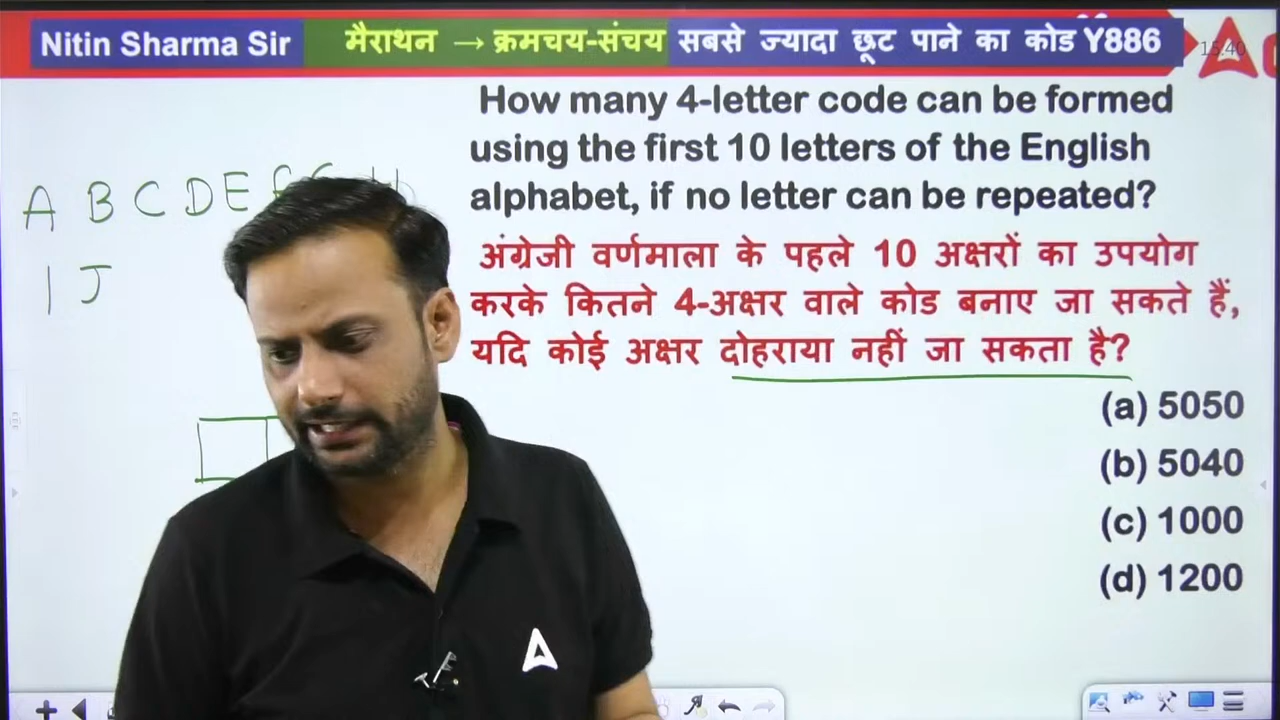 Nitin Sharma Sir मैराथन → क्रमचय-संचय सबसे ज्यादा छूट पाने का कोड Y886
15:40
How many 4-letter code can be formed
using the first 10 letters of the English
alphabet, if no letter can be repeated?
A B C D E
I J
अंग्रेजी वर्णमाला के पहले 10 अक्षरों का उपयोग
करके कितने 4-अक्षर वाले कोड बनाए जा सकते हैं,
यदि कोई अक्षर दोहराया नहीं जा सकता है?
(a) 5050
(b) 5040
(c) 1000
(d) 1200